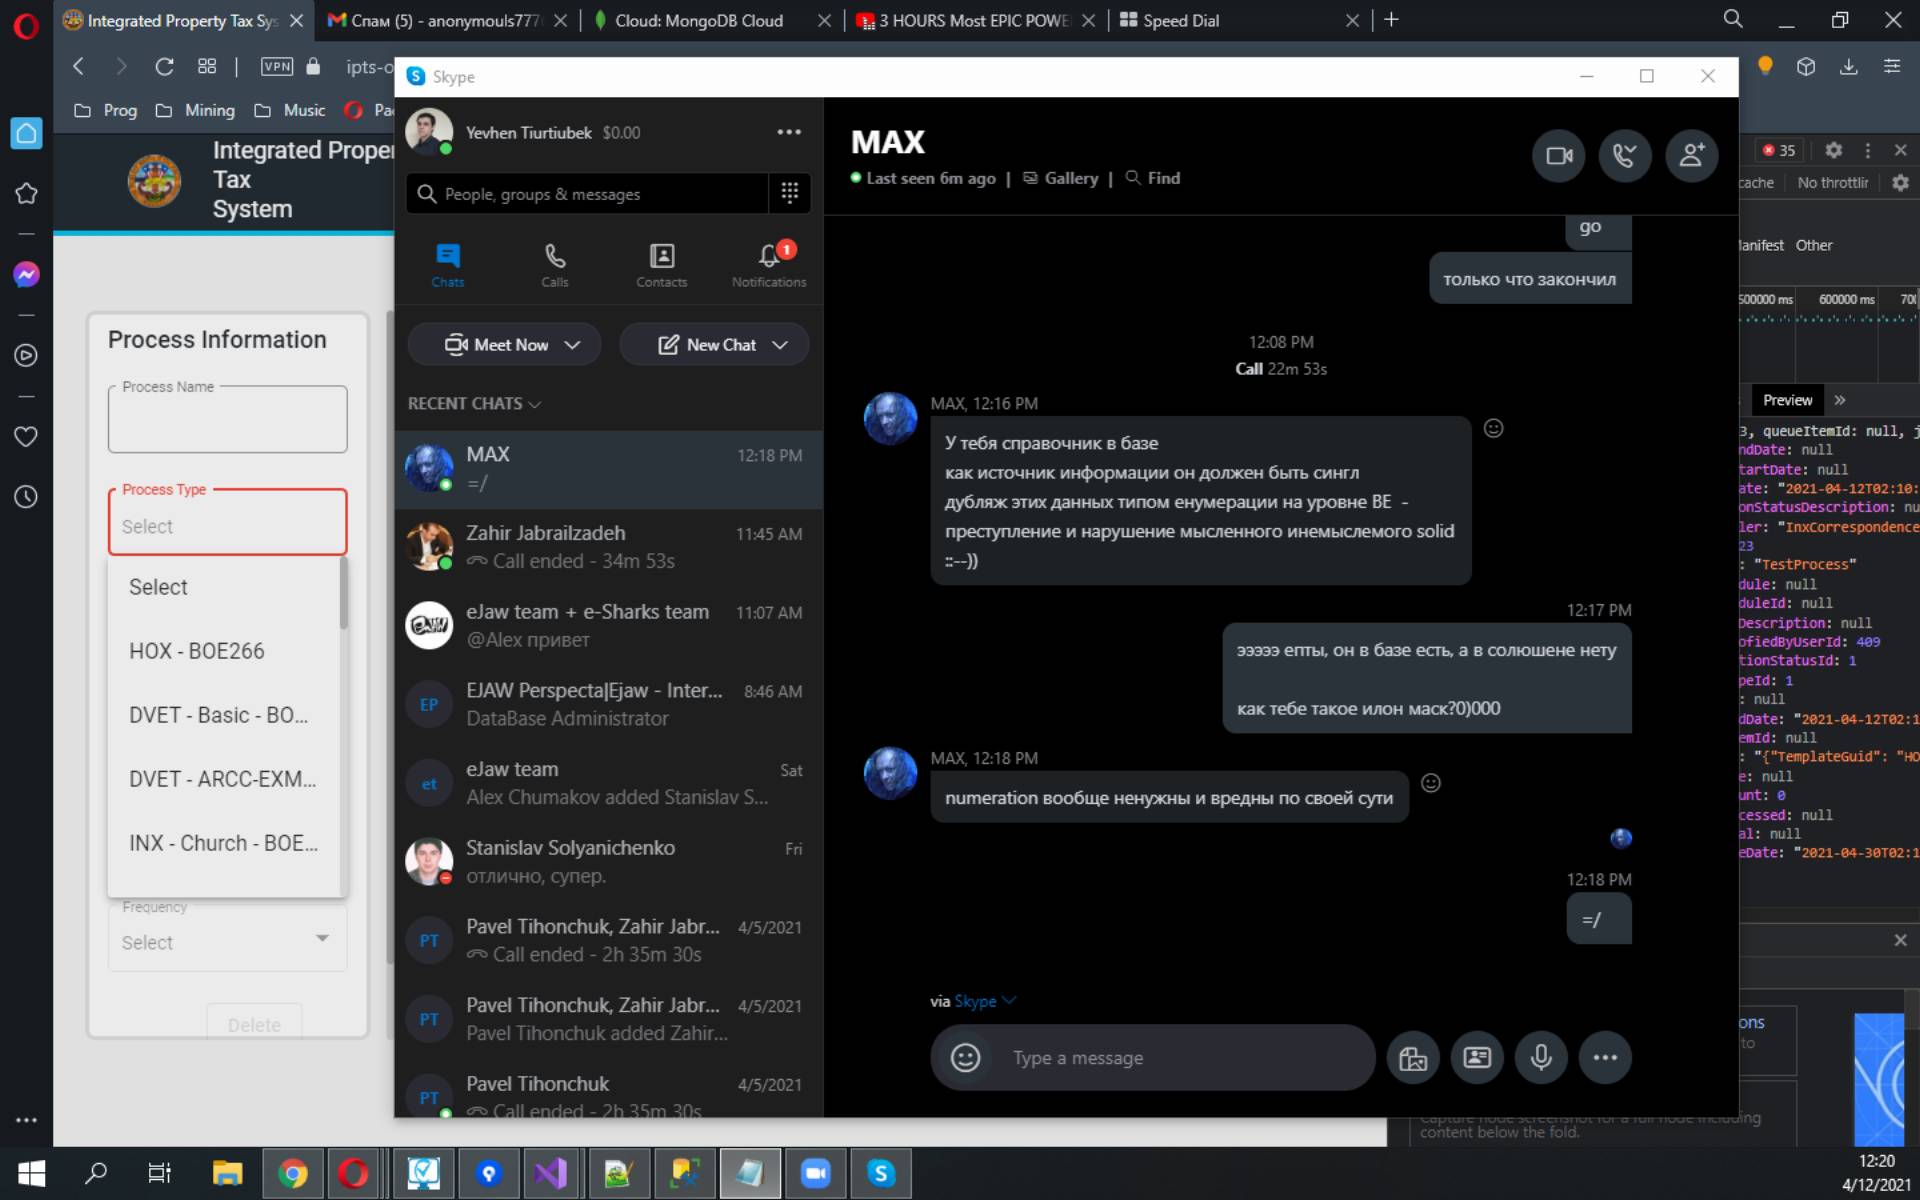 Integrated Property Tax Sys
Спам (5) - anonymouls777
Cloud: MongoDB Cloud
3 HOURS Most EPIC POWE
Speed Dial
VPN
ipts-o
Prog
Mining
Music
Integrated Proper
Tax
System
Process Information
Process Name
Process Type
Select
Select
HOX - BOE266
DVET - Basic - BO...
DVET - ARCC-EXM...
INX - Church - BOE...
Frequency
Select
Delete
Skype
Yevhen Tiurtiubek $0.00
People, groups & messages
Chats
Calls
Contacts
Notifications
1
Meet Now
New Chat
RECENT CHATS
MAX 12:18 PM
=/
Zahir Jabrailzadeh 11:45 AM
Call ended - 34m 53s
eJaw team + e-Sharks team 11:07 AM
@Alex привет
EP
EJAW Perspecta|Ejaw - Inter... 8:46 AM
DataBase Administrator
et
eJaw team Sat
Alex Chumakov added Stanislav S...
Stanislav Solyanichenko Fri
отлично, супер.
PT
Pavel Tihonchuk, Zahir Jabr... 4/5/2021
Call ended - 2h 35m 30s
PT
Pavel Tihonchuk, Zahir Jabr... 4/5/2021
Pavel Tihonchuk added Zahir...
PT
Pavel Tihonchuk 4/5/2021
Call ended - 2h 35m 30s
MAX
Last seen 6m ago | Gallery | Find
go
только что закончил
12:08 PM
Call 22m 53s
MAX, 12:16 PM
У тебя справочник в базе
как источник информации он должен быть сингл
дубляж этих данных типом енумерации на уровне BE -
преступление и нарушение мысленного инемыслемого solid
::--))
12:17 PM
эээээ епты, он в базе есть, а в солюшене нету
как тебе такое илон маск?0)000
MAX, 12:18 PM
numeration вообще ненужны и вредны по своей сути
12:18 PM
=/
via Skype
Type a message
35
cache
No throttlir
Manifest Other
500000 ms
600000 ms
700
Preview
3, queueItemId: null, j
ndDate: null
tartDate: null
ate: "2021-04-12T02:10:
onStatusDescription: nu
ler: "InxCorrespondence
23
: "TestProcess"
dule: null
duleId: null
Description: null
ofiedByUserId: 409
tionStatusId: 1
peId: 1
: null
dDate: "2021-04-12T02:1
emId: null
: "{"TemplateGuid": "HO
e: null
unt: 0
cessed: null
al: null
eDate: "2021-04-30T02:1
ons
to
Capture node screenshot for a full node including
content below the fold.
12:20
4/12/2021